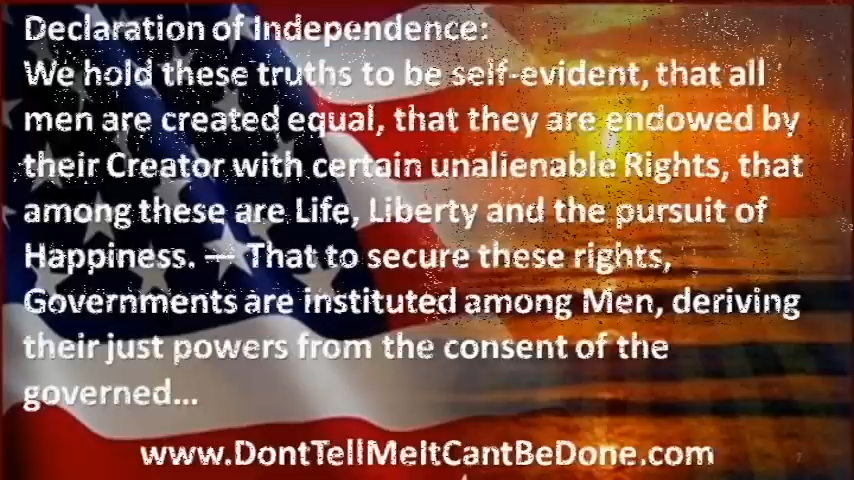 Declaration of Independence:
We hold these truths to be self-evident, that all
men are created equal, that they are endowed by
their Creator with certain unalienable Rights, that
among these are Life, Liberty and the pursuit of
Happiness. — That to secure these rights,
Governments are instituted among Men, deriving
their just powers from the consent of the
governed...
www.DontTellMeItCantBeDone.com